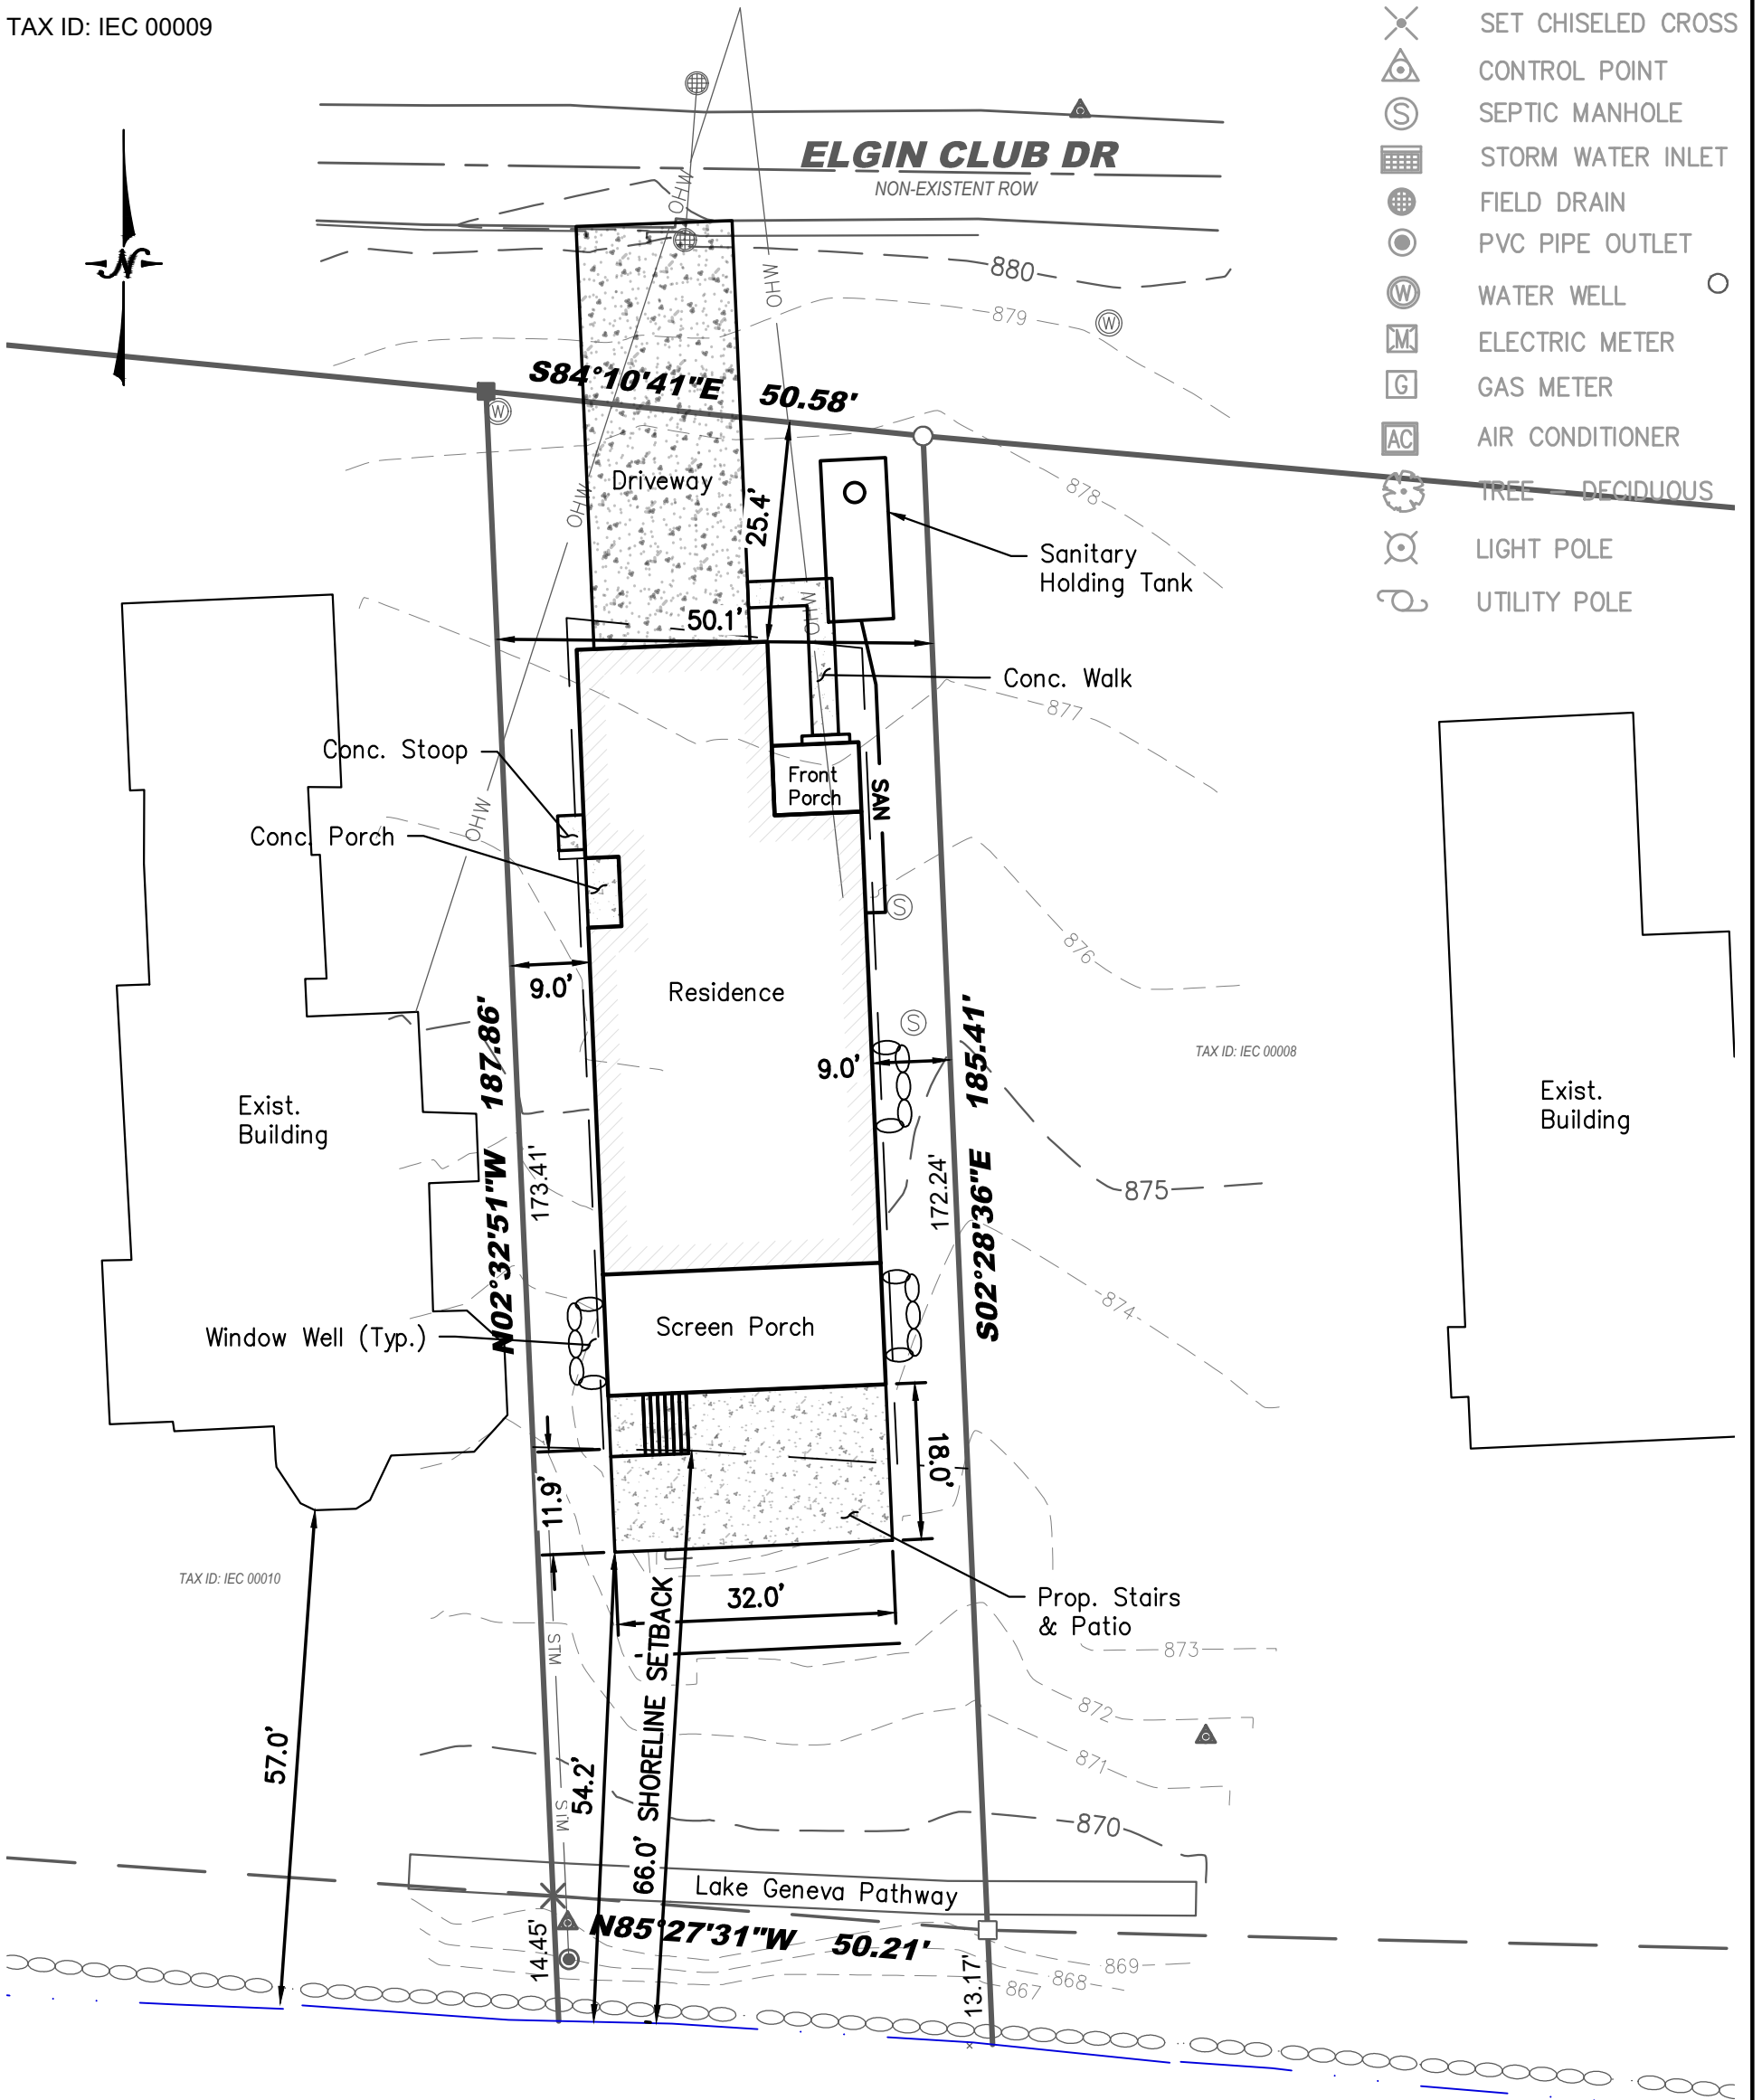 TAX ID: IEC 00009
SET CHISELED CROSS
CONTROL POINT
S SEPTIC MANHOLE
STORM WATER INLET
FIELD DRAIN
PVC PIPE OUTLET
W WATER WELL
M ELECTRIC METER
G GAS METER
AC AIR CONDITIONER
TREE - DECIDUOUS
LIGHT POLE
UTILITY POLE
ELGIN CLUB DR
NON-EXISTENT ROW
N
OHW
OHW
880
879
W
S84°10'41"E 50.58'
W
Driveway
878
OHW
25.4'
Sanitary
Holding Tank
OHW
50.1'
Conc. Walk
877
Conc. Stoop
Front
Porch
SAN
OHW
Conc. Porch
S
876
9.0'
Residence
S
9.0'
TAX ID: IEC 00008
Exist.
Building
Exist.
Building
N02°32'51"W 187.86'
173.41'
172.24'
S02°28'36"E 185.41'
875
874
Window Well (Typ.)
Screen Porch
18.0'
11.9'
TAX ID: IEC 00010
32.0'
Prop. Stairs
& Patio
STM
873
872
871
57.0'
54.2'
66.0' SHORELINE SETBACK
STM
870
Lake Geneva Pathway
N85°27'31"W 50.21'
14.45'
13.17'
869
868
867